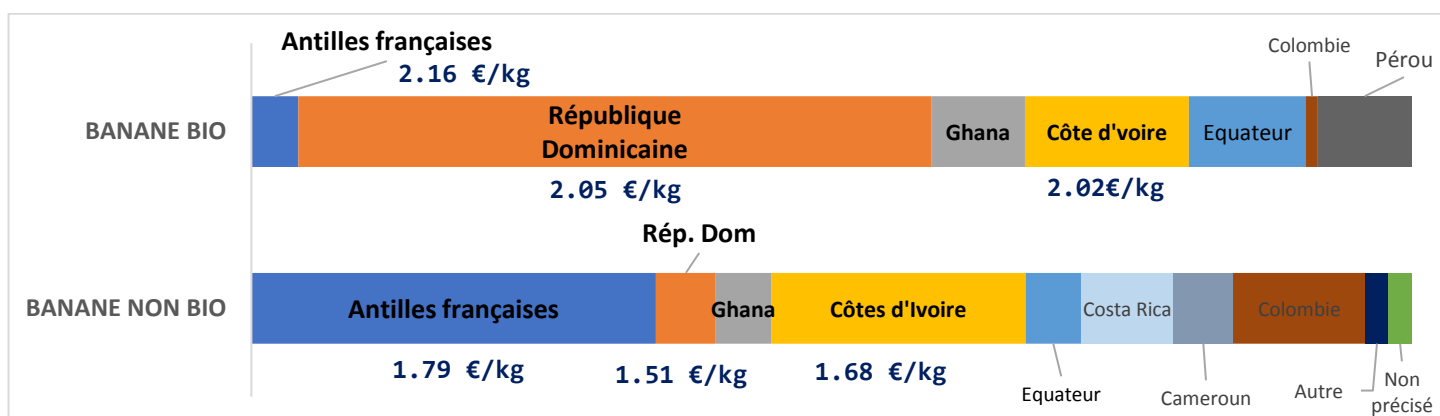 Antilles françaises
2.16 €/kg
Colombie
Pérou
BANANE BIO
République
Dominicaine
Ghana
Côte d'voire
Equateur
2.05 €/kg
2.02€/kg
Rép. Dom
BANANE NON BIO
Antilles françaises
Ghana
Côtes d'Ivoire
Costa Rica
Colombie
1.79 €/kg
1.51 €/kg
1.68 €/kg
Equateur
Cameroun
Autre
Non
précisé